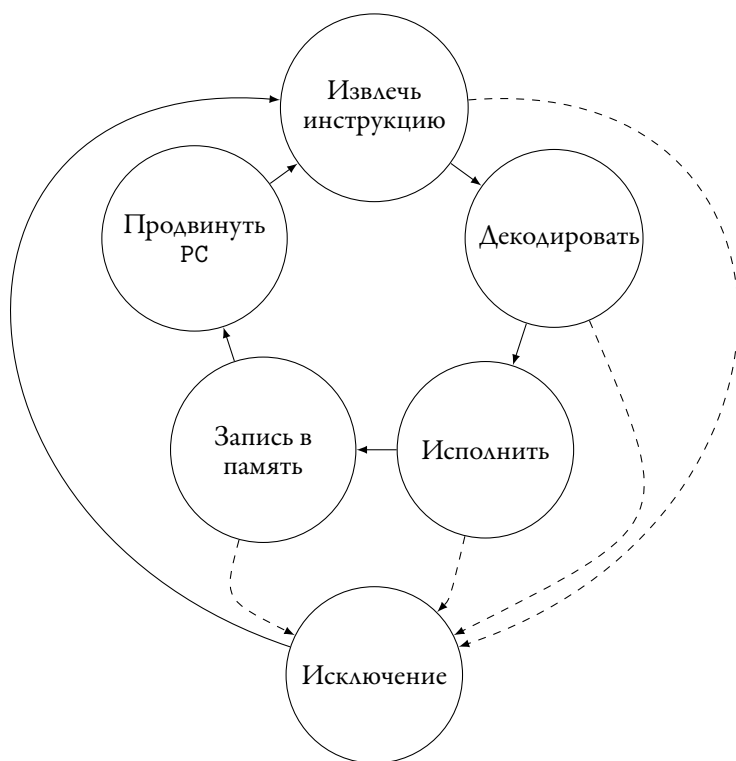 Извлечь
инструкцию
Продвинуть
PC
Декодировать
Запись в
память
Исполнить
Исключение